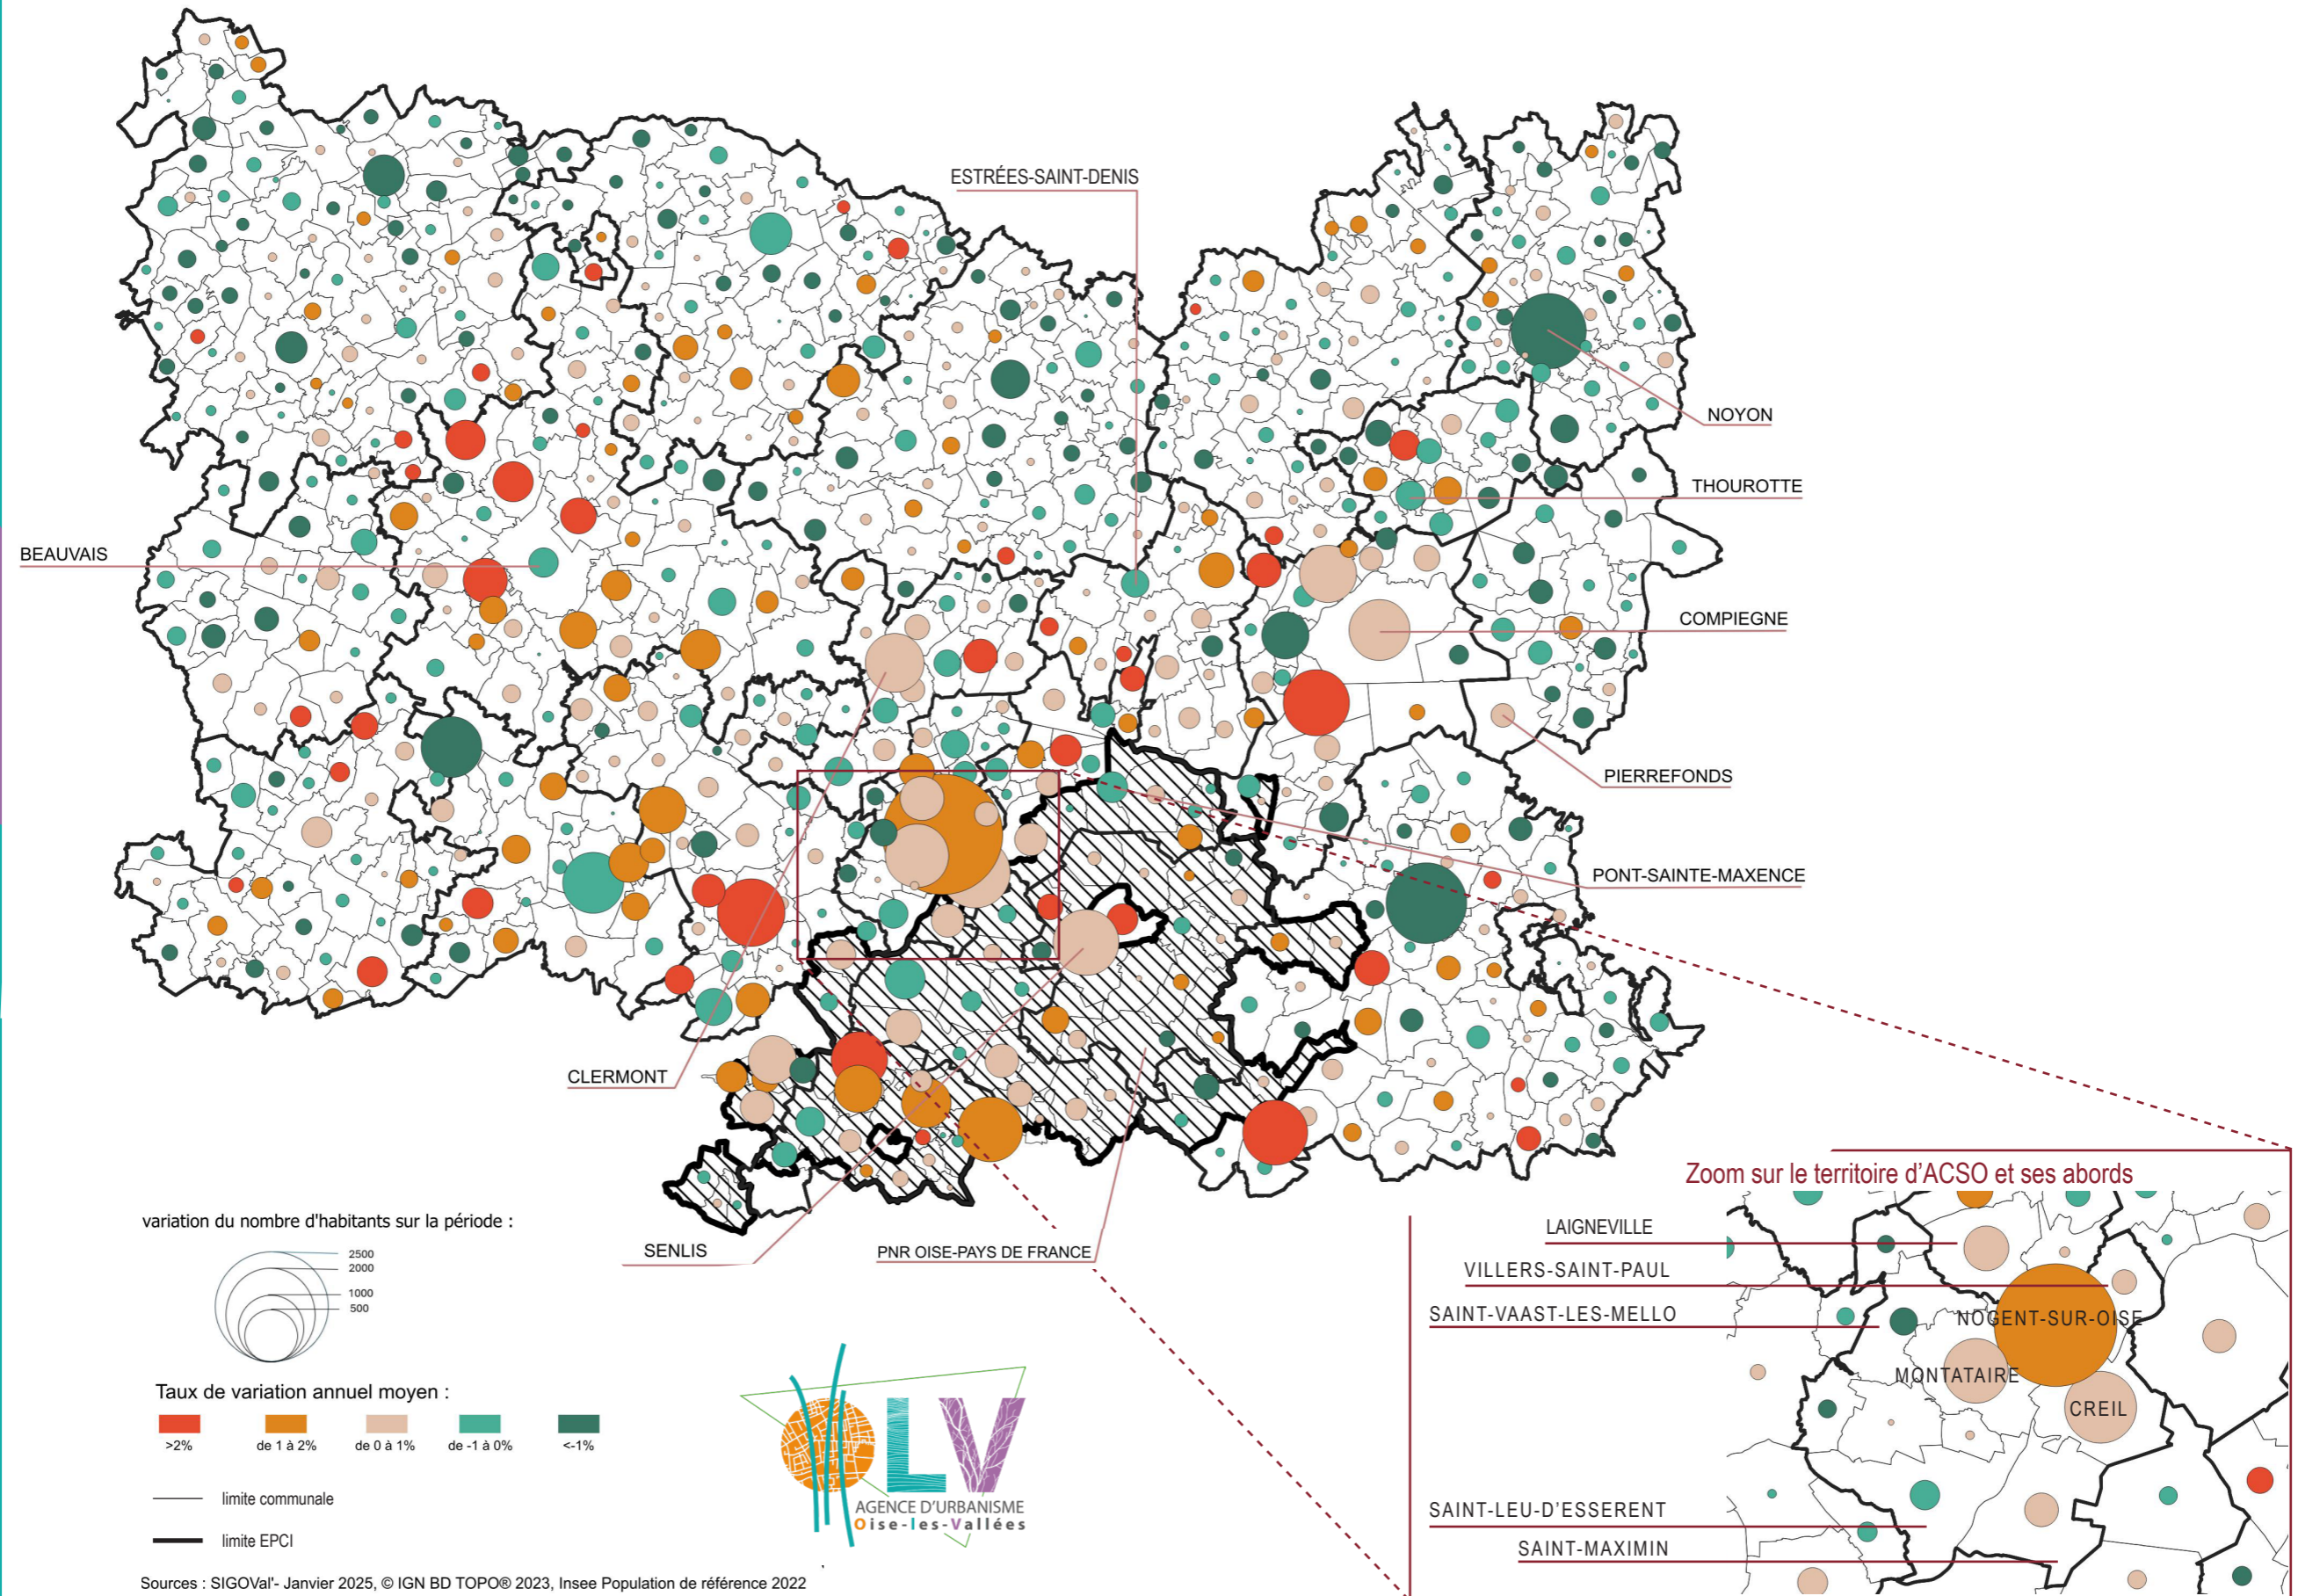 ESTRÉES-SAINT-DENIS
NOYON
THOUROTTE
BEAUVAIS
COMPIEGNE
PIERREFONDS
PONT-SAINTE-MAXENCE
CLERMONT
SENLIS
PNR OISE-PAYS DE FRANCE
variation du nombre d'habitants sur la période :
2500
2000
1000
500
Taux de variation annuel moyen :
>2%
de 1 à 2%
de 0 à 1%
de -1 à 0%
<-1%
limite communale
limite EPCI
Sources : SIGOVal'- Janvier 2025, © IGN BD TOPO® 2023, Insee Population de référence 2022
OLV
AGENCE D'URBANISME
Oise-les-Vallées
Zoom sur le territoire d'ACSO et ses abords
LAIGNEVILLE
VILLERS-SAINT-PAUL
SAINT-VAAST-LES-MELLO
NOGENT-SUR-OISE
MONTATAIRE
CREIL
SAINT-LEU-D'ESSERENT
SAINT-MAXIMIN